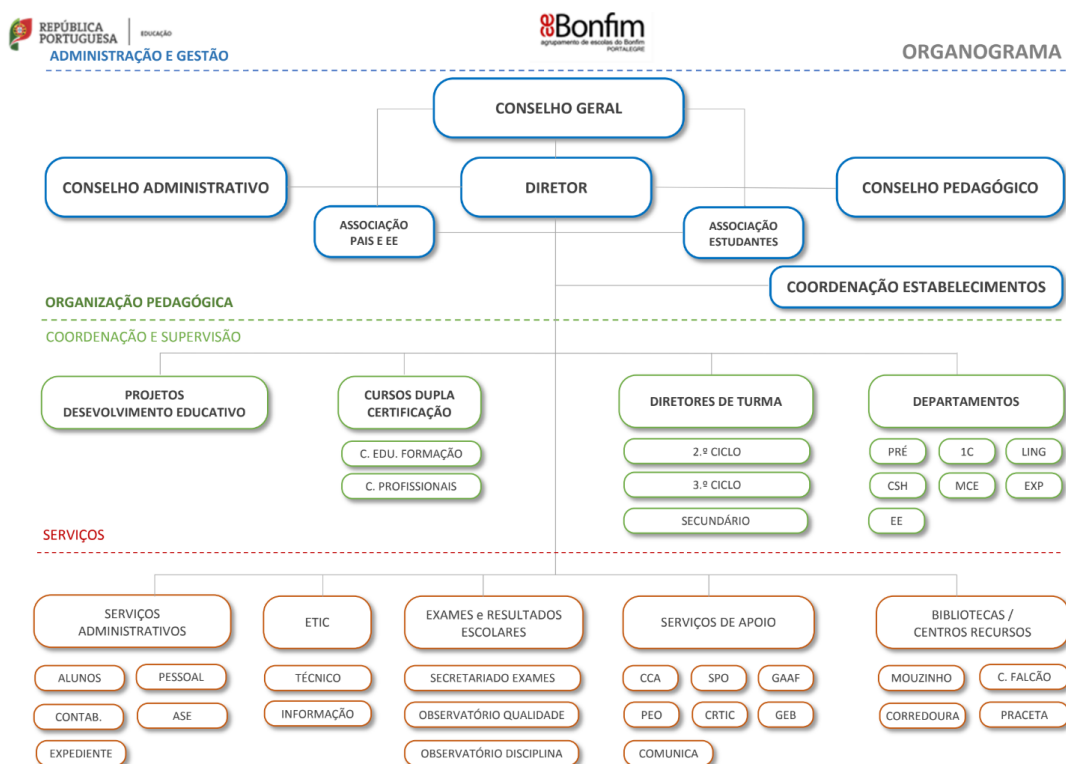 REPÚBLICA
PORTUGUESA
EDUCAÇÃO
ae Bonfim
agrupamento de escolas do Bonfim
PORTALEGRE
ADMINISTRAÇÃO E GESTÃO
ORGANOGRAMA
CONSELHO GERAL
CONSELHO ADMINISTRATIVO
DIRETOR
CONSELHO PEDAGÓGICO
ASSOCIAÇÃO
PAIS E EE
ASSOCIAÇÃO
ESTUDANTES
COORDENAÇÃO ESTABELECIMENTOS
ORGANIZAÇÃO PEDAGÓGICA
COORDENAÇÃO E SUPERVISÃO
PROJETOS
DESEVOLVIMENTO EDUCATIVO
CURSOS DUPLA
CERTIFICAÇÃO
DIRETORES DE TURMA
DEPARTAMENTOS
C. EDU. FORMAÇÃO
C. PROFISSIONAIS
2.º CICLO
3.º CICLO
SECUNDÁRIO
PRÉ
1C
LING
CSH
MCE
EXP
EE
SERVIÇOS
SERVIÇOS
ADMINISTRATIVOS
ETIC
EXAMES e RESULTADOS
ESCOLARES
SERVIÇOS DE APOIO
BIBLIOTECAS /
CENTROS RECURSOS
ALUNOS
PESSOAL
CONTAB.
ASE
EXPEDIENTE
TÉCNICO
INFORMAÇÃO
SECRETARIADO EXAMES
OBSERVATÓRIO QUALIDADE
OBSERVATÓRIO DISCIPLINA
CCA
SPO
GAAF
PEO
CRTIC
GEB
COMUNICA
MOUZINHO
C. FALCÃO
CORREDOURA
PRACETA